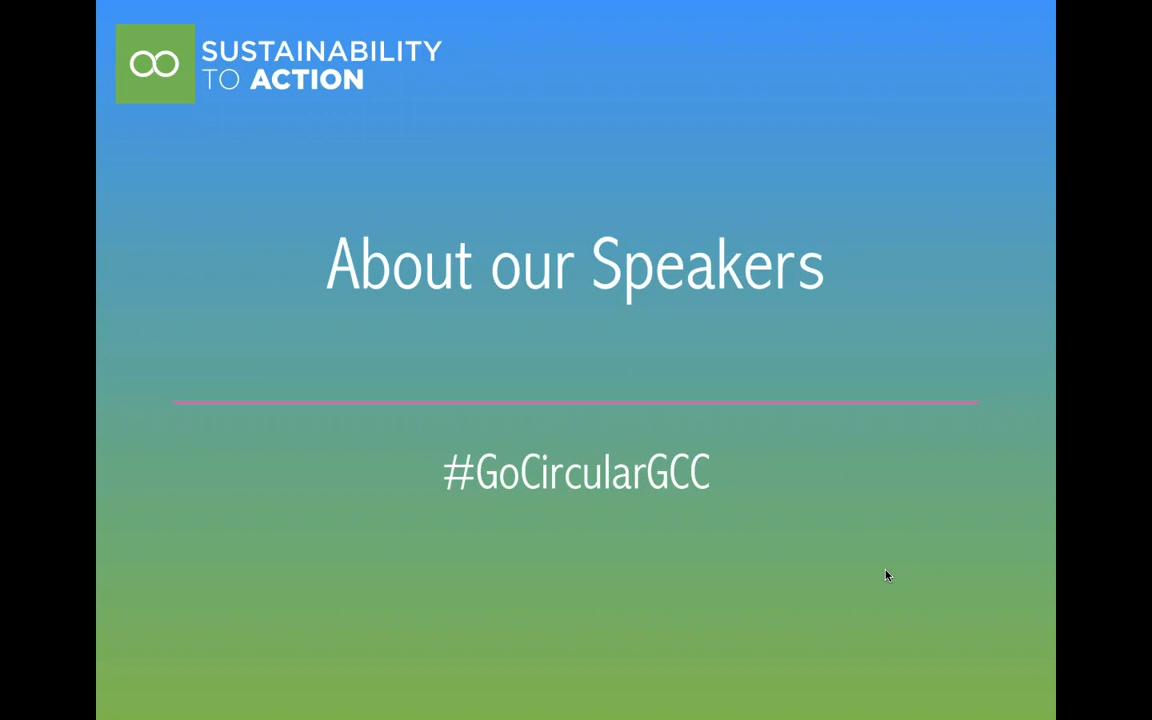 SUSTAINABILITY
TO ACTION
About our Speakers
#GoCircularGCC